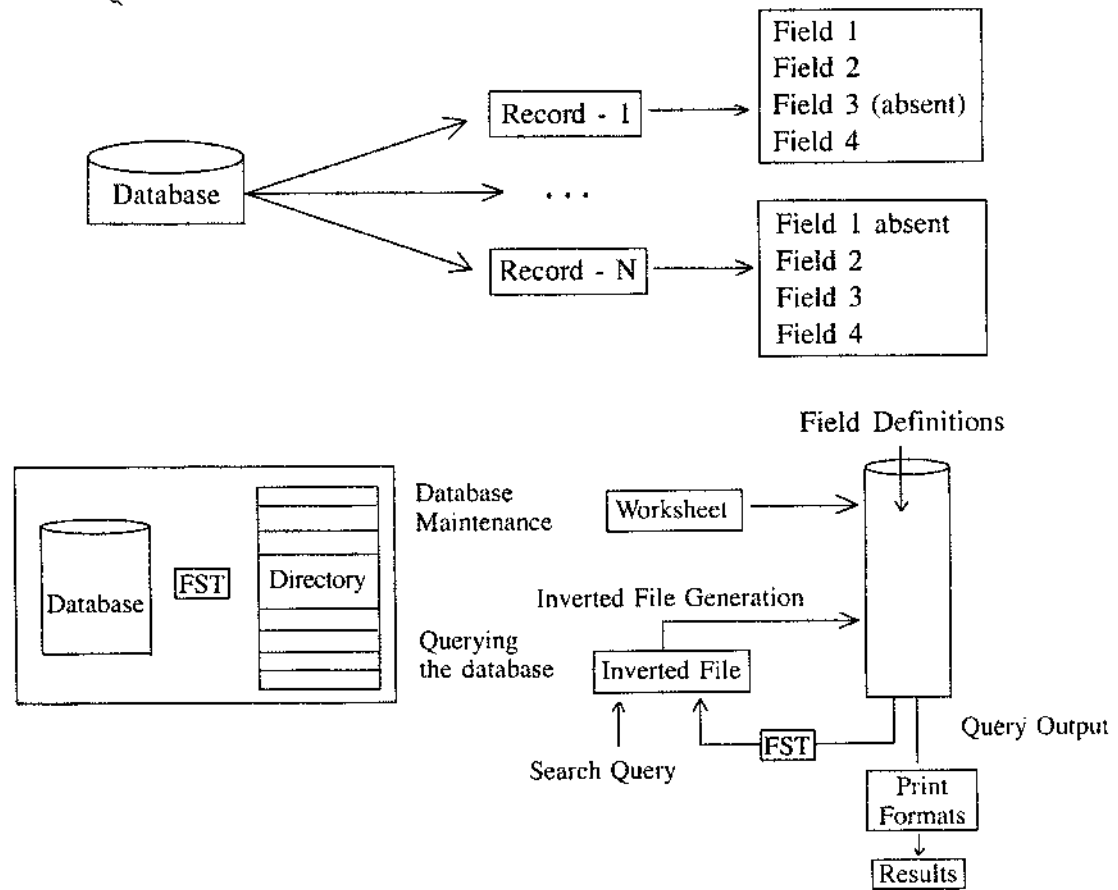 Field 1
Field 2
Field 3 (absent)
Field 4
Record - 1
Database
. . .
Record - N
Field 1 absent
Field 2
Field 3
Field 4
Field Definitions
Database
Maintenance
Worksheet
Database
FST
Directory
Inverted File Generation
Querying
the database
Inverted File
Search Query
FST
Query Output
Print
Formats
Results